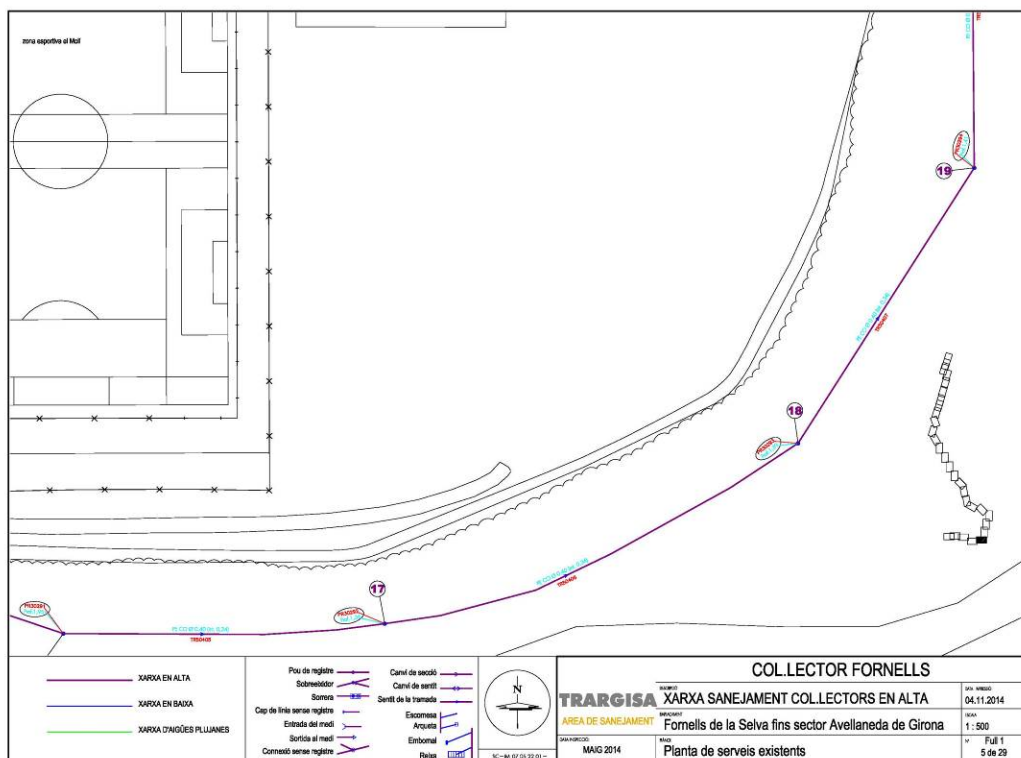 zona esportiva el Molí
19
TR50407
18
TR50406
17
TR50405
XARXA EN ALTA
XARXA EN BAIXA
XARXA D'AIGÜES PLUJANES
Pou de registre
Sobreeixidor
Sorrera
Cap de línia sense registre
Entrada del medi
Sortida al medi
Connexió sense registre
Canvi de secció
Canvi de sentit
Sentit de la tramada
Escomesa
Arqueta
Embornal
Reixa
N
TRARGISA
AREA DE SANEJAMENT
MAIG 2014
COL.LECTOR FORNELLS
XARXA SANEJAMENT COL.LECTORS EN ALTA
04.11.2014
Fornells de la Selva fins sector Avellaneda de Girona
1 : 500
Planta de serveis existents
Full 1
5 de 29